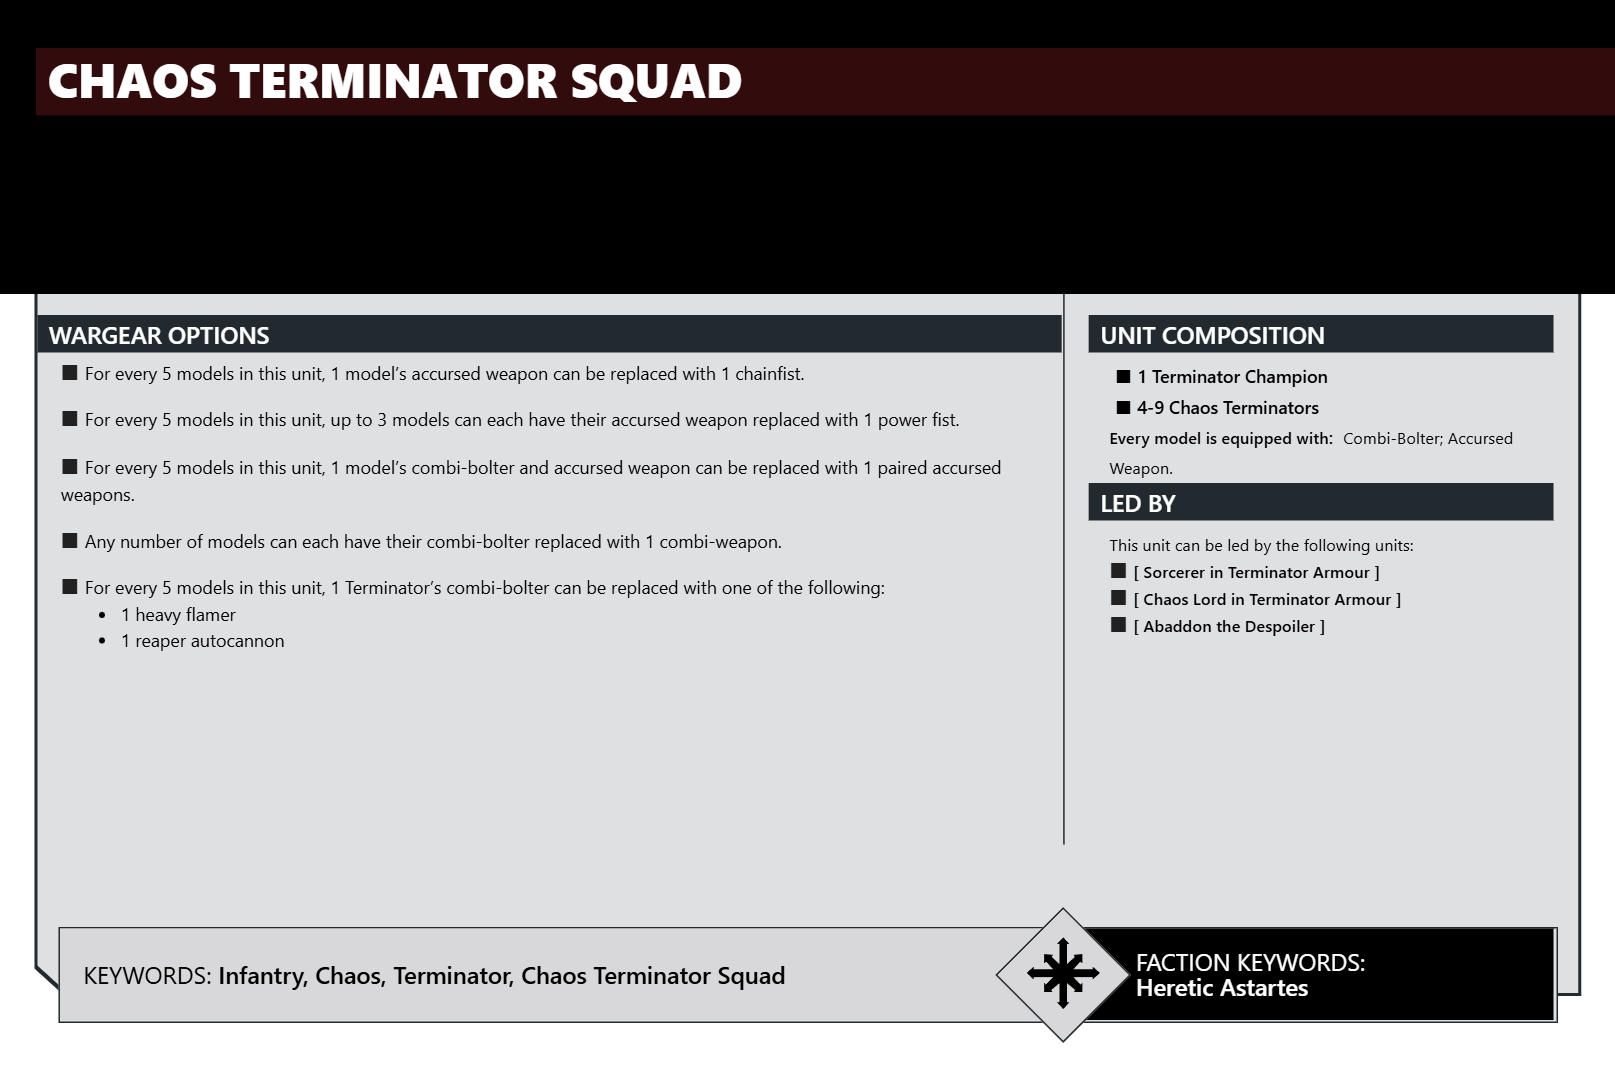 CHAOS TERMINATOR SQUAD
WARGEAR OPTIONS
■ For every 5 models in this unit, 1 model’s accursed weapon can be replaced with 1 chainfist.
■ For every 5 models in this unit, up to 3 models can each have their accursed weapon replaced with 1 power fist.
■ For every 5 models in this unit, 1 model’s combi-bolter and accursed weapon can be replaced with 1 paired accursed
weapons.
■ Any number of models can each have their combi-bolter replaced with 1 combi-weapon.
■ For every 5 models in this unit, 1 Terminator’s combi-bolter can be replaced with one of the following:
• 1 heavy flamer
• 1 reaper autocannon
UNIT COMPOSITION
■ 1 Terminator Champion
■ 4-9 Chaos Terminators
Every model is equipped with: Combi-Bolter; Accursed
Weapon.
LED BY
This unit can be led by the following units:
■ [ Sorcerer in Terminator Armour ]
■ [ Chaos Lord in Terminator Armour ]
■ [ Abaddon the Despoiler ]
KEYWORDS: Infantry, Chaos, Terminator, Chaos Terminator Squad
FACTION KEYWORDS:
Heretic Astartes